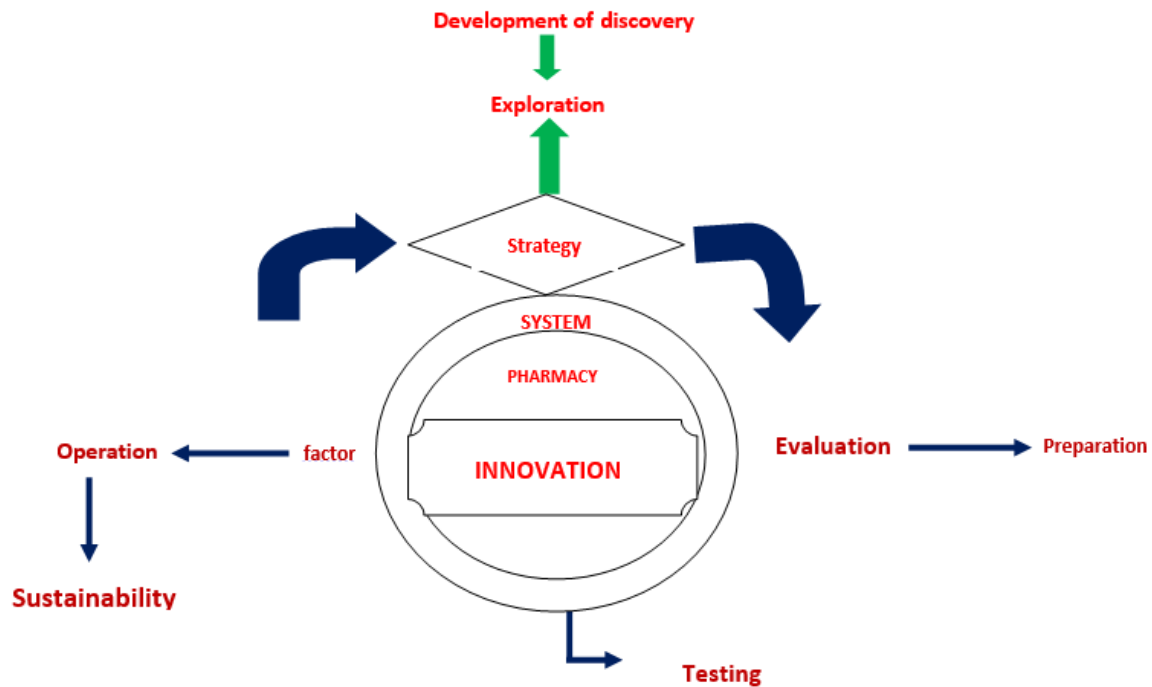 Development of discovery
Exploration
Strategy
SYSTEM
PHARMACY
Operation
factor
INNOVATION
Evaluation
Preparation
Sustainability
Testing